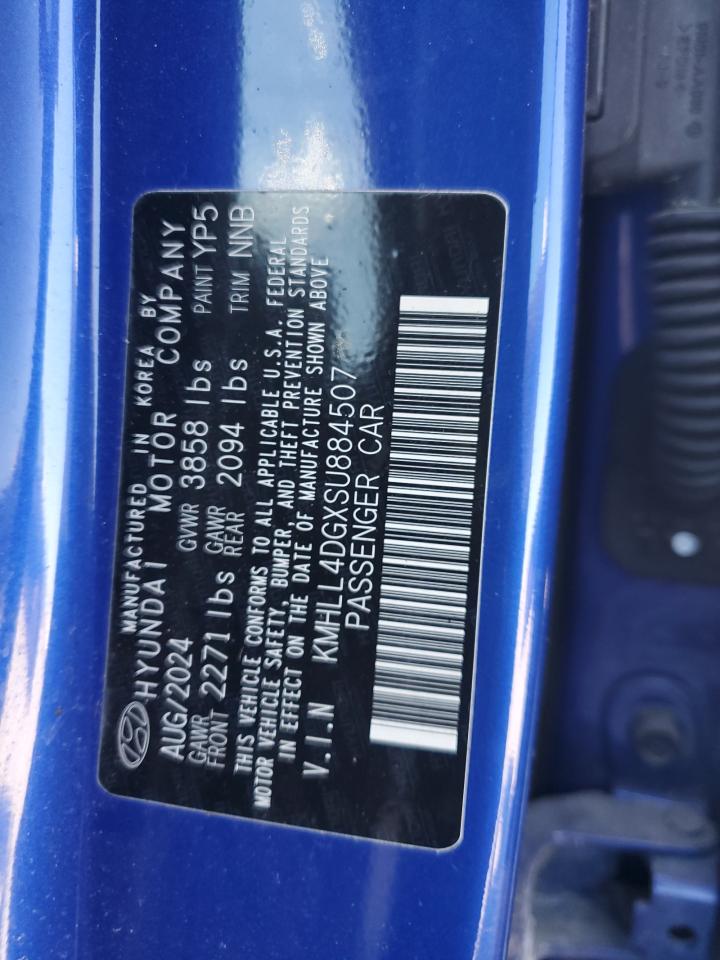 MANUFACTURED IN KOREA BY
HYUNDAI MOTOR COMPANY
AUG/2024 GVWR 3858 lbs PAINT YP5
GAWR FRONT 2271 lbs GAWR REAR 2094 lbs TRIM NNB
THIS VEHICLE CONFORMS TO ALL APPLICABLE U.S.A. FEDERAL
MOTOR VEHICLE SAFETY, BUMPER, AND THEFT PREVENTION STANDARDS
IN EFFECT ON THE DATE OF MANUFACTURE SHOWN ABOVE
V.I.N KMHLL4DGXSU884507
PASSENGER CAR